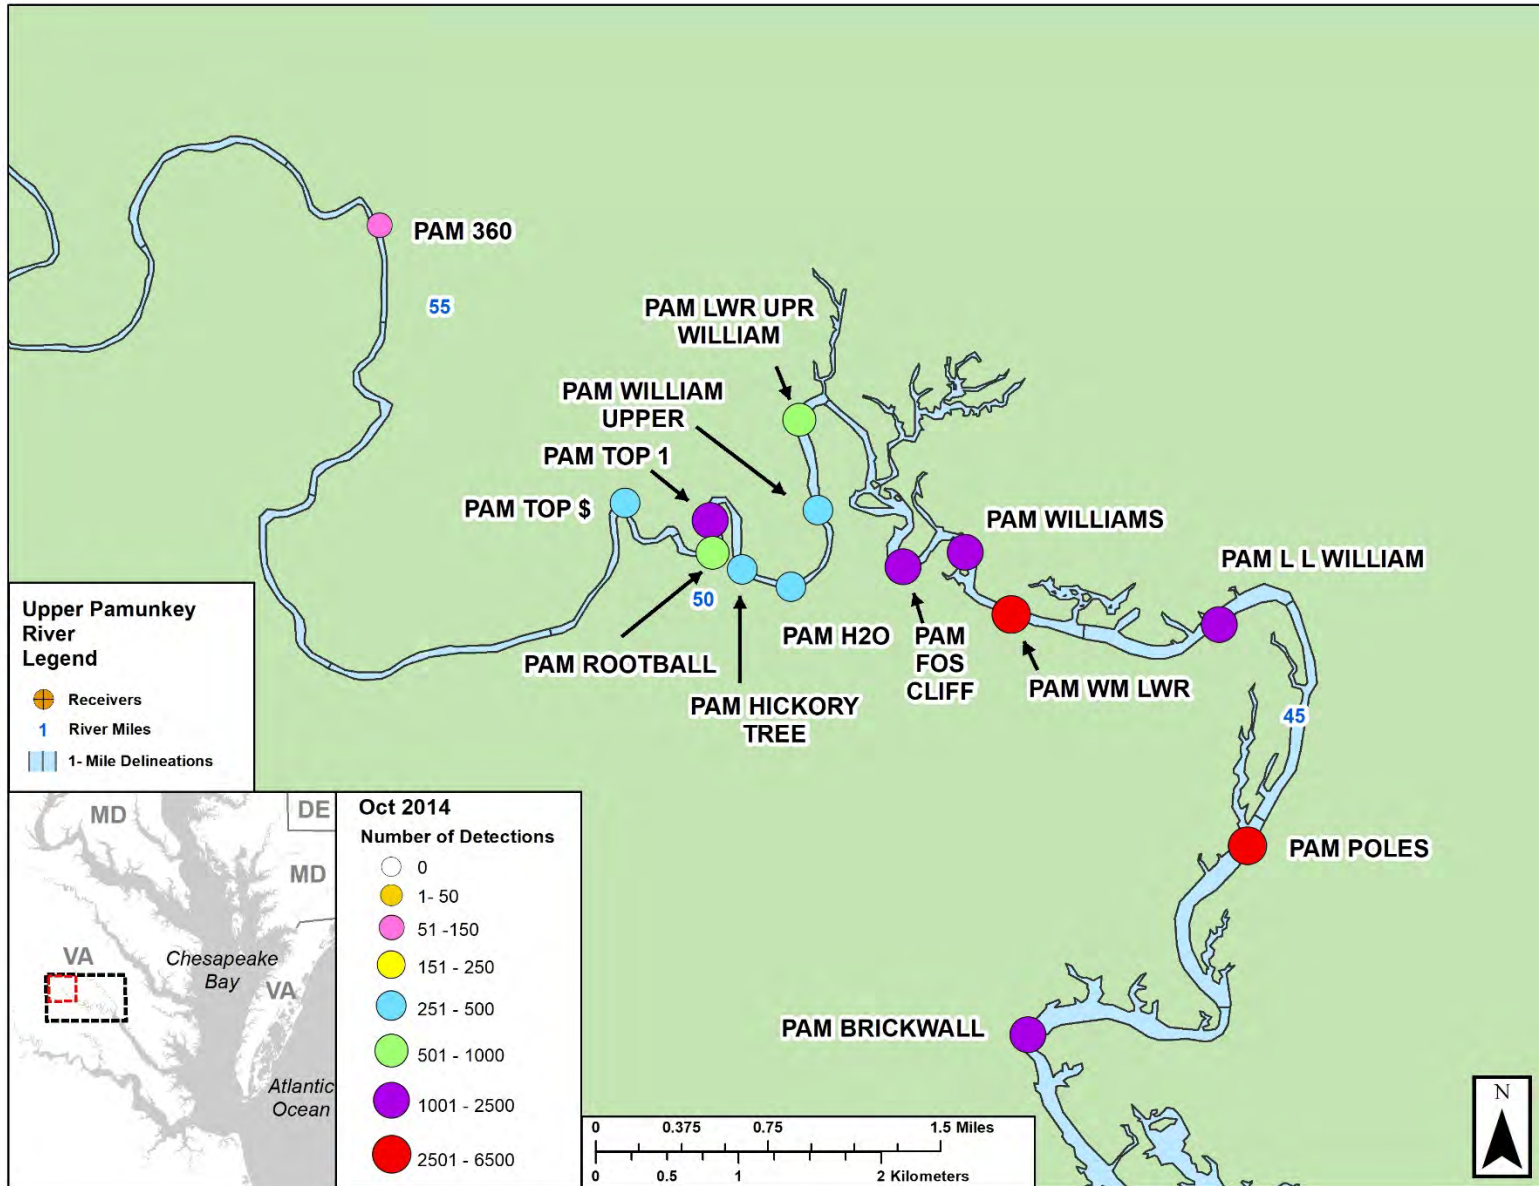 PAM 360
55
PAM LWR UPR
WILLIAM
PAM WILLIAM
UPPER
PAM TOP 1
PAM TOP $
PAM WILLIAMS
PAM L L WILLIAM
50
PAM ROOTBALL
PAM H2O
PAM
FOS
CLIFF
PAM HICKORY
TREE
PAM WM LWR
45
PAM POLES
PAM BRICKWALL
Upper Pamunkey
River
Legend
Receivers
1 River Miles
1- Mile Delineations
MD
DE
MD
VA
Chesapeake
Bay
VA
Atlantic
Ocean
Oct 2014
Number of Detections
0
1- 50
51 -150
151 - 250
251 - 500
501 - 1000
1001 - 2500
2501 - 6500
0 0.375 0.75 1.5 Miles
0 0.5 1 2 Kilometers
N